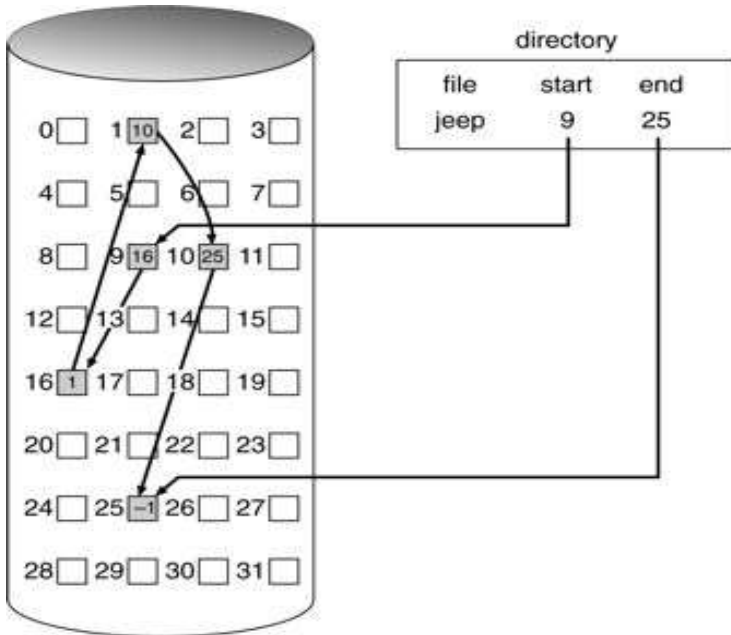 directory
file start end
jeep 9 25
0 1 10 2 3
4 5 6 7
8 9 16 10 25 11
12 13 14 15
16 1 17 18 19
20 21 22 23
24 25 −1 26 27
28 29 30 31